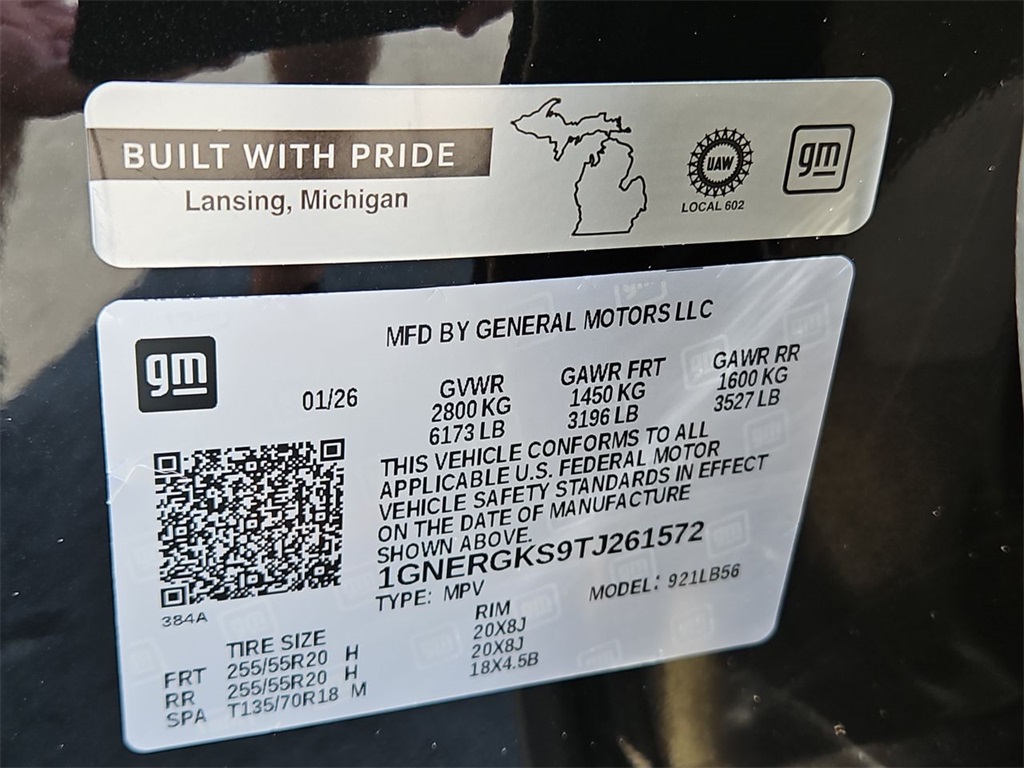 BUILT WITH PRIDE
Lansing, Michigan
UAW
LOCAL 602
gm
MFD BY GENERAL MOTORS LLC
gm
01/26
GVWR
2800 KG
6173 LB
GAWR FRT
1450 KG
3196 LB
GAWR RR
1600 KG
3527 LB
THIS VEHICLE CONFORMS TO ALL
APPLICABLE U.S. FEDERAL MOTOR
VEHICLE SAFETY STANDARDS IN EFFECT
ON THE DATE OF MANUFACTURE
SHOWN ABOVE.
1GNERGKS9TJ261572
TYPE: MPV MODEL: 921LB56
384A
TIRE SIZE RIM
FRT 255/55R20 H 20X8J
RR 255/55R20 H 20X8J
SPA T135/70R18 M 18X4.5B